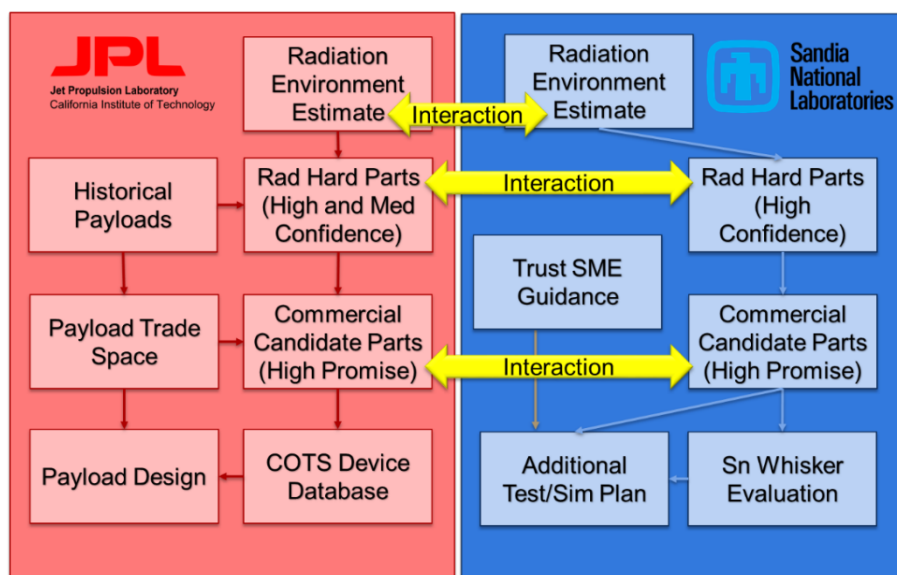 JPL
Jet Propulsion Laboratory
California Institute of Technology
Radiation
Environment
Estimate
Historical
Payloads
Rad Hard Parts
(High and Med
Confidence)
Payload Trade
Space
Commercial
Candidate Parts
(High Promise)
Payload Design
COTS Device
Database
Interaction
Interaction
Interaction
Radiation
Environment
Estimate
Sandia
National
Laboratories
Rad Hard Parts
(High
Confidence)
Trust SME
Guidance
Commercial
Candidate Parts
(High Promise)
Additional
Test/Sim Plan
Sn Whisker
Evaluation